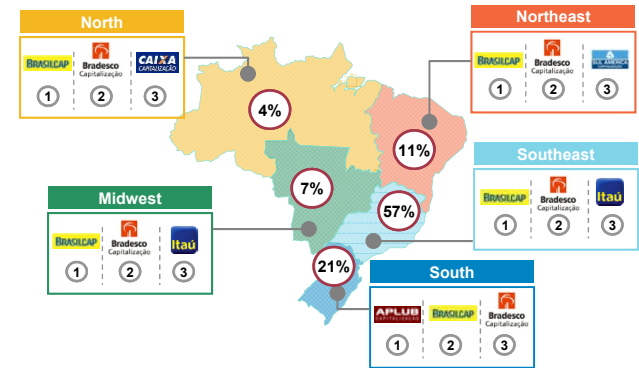 North
BRASILCAP
Bradesco
Capitalização
CAIXA
CAPITALIZAÇÃO
1
2
3
Northeast
BRASILCAP
Bradesco
Capitalização
SUL AMÉRICA
1
2
3
4%
11%
Southeast
BRASILCAP
Bradesco
Capitalização
Itaú
1
2
3
7%
57%
Midwest
BRASILCAP
Bradesco
Capitalização
Itaú
1
2
3
21%
South
APLUB
CAPITALIZAÇÃO
BRASILCAP
Bradesco
Capitalização
1
2
3